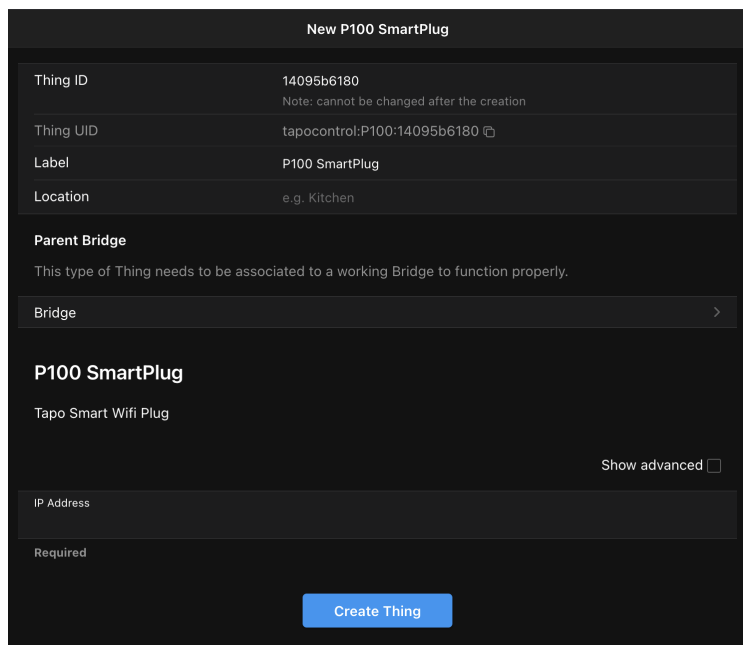 New P100 SmartPlug
Thing ID
14095b6180
Note: cannot be changed after the creation
Thing UID
tapocontrol:P100:14095b6180
Label
P100 SmartPlug
Location
e.g. Kitchen
Parent Bridge
This type of Thing needs to be associated to a working Bridge to function properly.
Bridge
P100 SmartPlug
Tapo Smart Wifi Plug
Show advanced
IP Address
Required
Create Thing